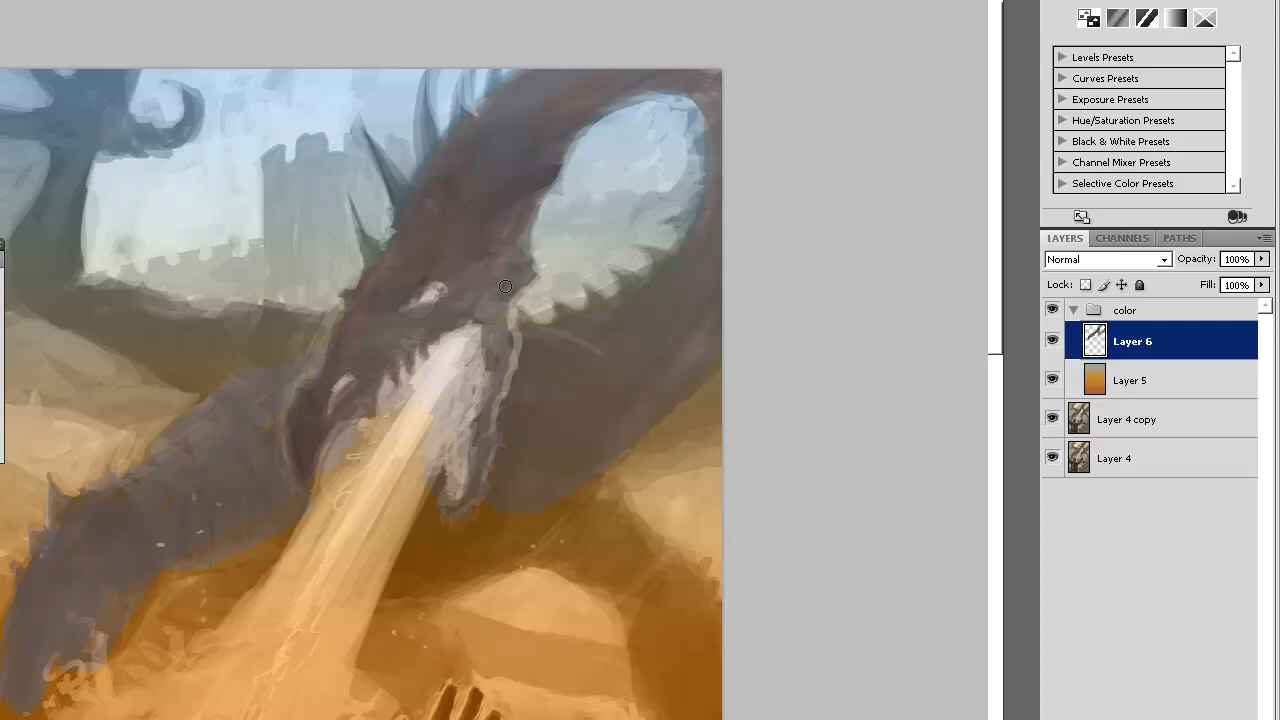 Levels Presets
Curves Presets
Exposure Presets
Hue/Saturation Presets
Black & White Presets
Channel Mixer Presets
Selective Color Presets
LAYERS CHANNELS PATHS
Normal Opacity: 100%
Lock: Fill: 100%
color
Layer 6
Layer 5
Layer 4 copy
Layer 4